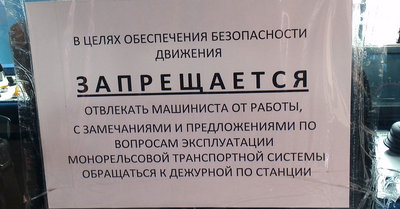 В ЦЕЛЯХ ОБЕСПЕЧЕНИЯ БЕЗОПАСНОСТИ
ДВИЖЕНИЯ
ЗАПРЕЩАЕТСЯ
ОТВЛЕКАТЬ МАШИНИСТА ОТ РАБОТЫ,
С ЗАМЕЧАНИЯМИ И ПРЕДЛОЖЕНИЯМИ ПО
ВОПРОСАМ ЭКСПЛУАТАЦИИ
МОНОРЕЛЬСОВОЙ ТРАНСПОРТНОЙ СИСТЕМЫ
ОБРАЩАТЬСЯ К ДЕЖУРНОЙ ПО СТАНЦИИ